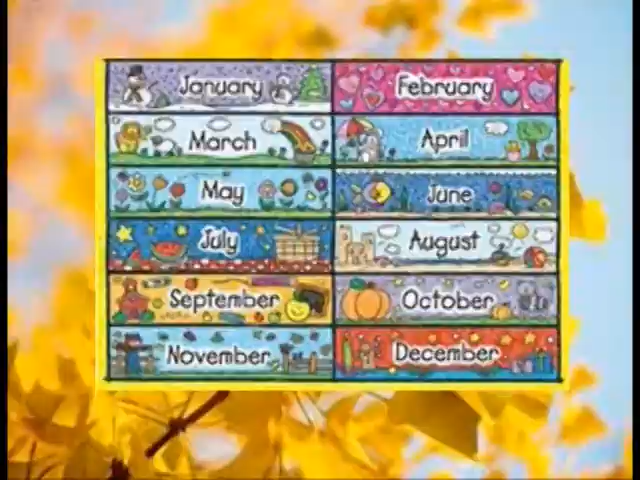 January
February
March
April
May
June
July
August
September
October
November
December